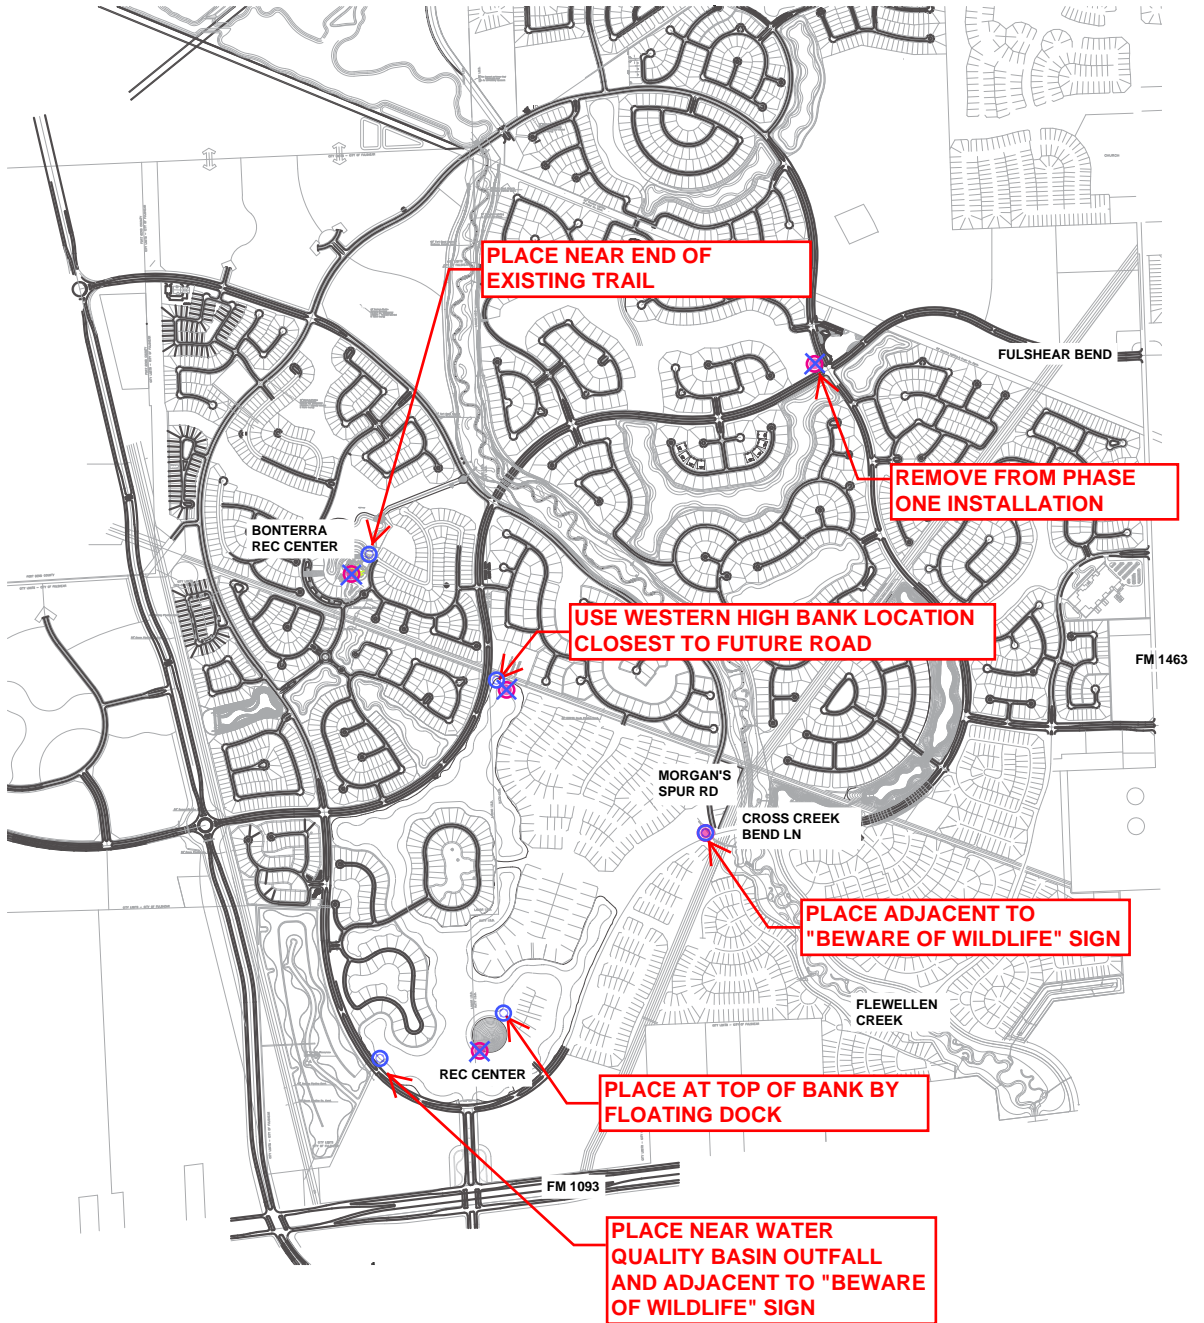 PLACE NEAR END OF
EXISTING TRAIL
FULSHEAR BEND
REMOVE FROM PHASE
ONE INSTALLATION
BONTERRA
REC CENTER
USE WESTERN HIGH BANK LOCATION
CLOSEST TO FUTURE ROAD
FM 1463
MORGAN'S
SPUR RD
CROSS CREEK
BEND LN
PLACE ADJACENT TO
"BEWARE OF WILDLIFE" SIGN
FLEWELLEN
CREEK
REC CENTER
PLACE AT TOP OF BANK BY
FLOATING DOCK
FM 1093
PLACE NEAR WATER
QUALITY BASIN OUTFALL
AND ADJACENT TO "BEWARE
OF WILDLIFE" SIGN